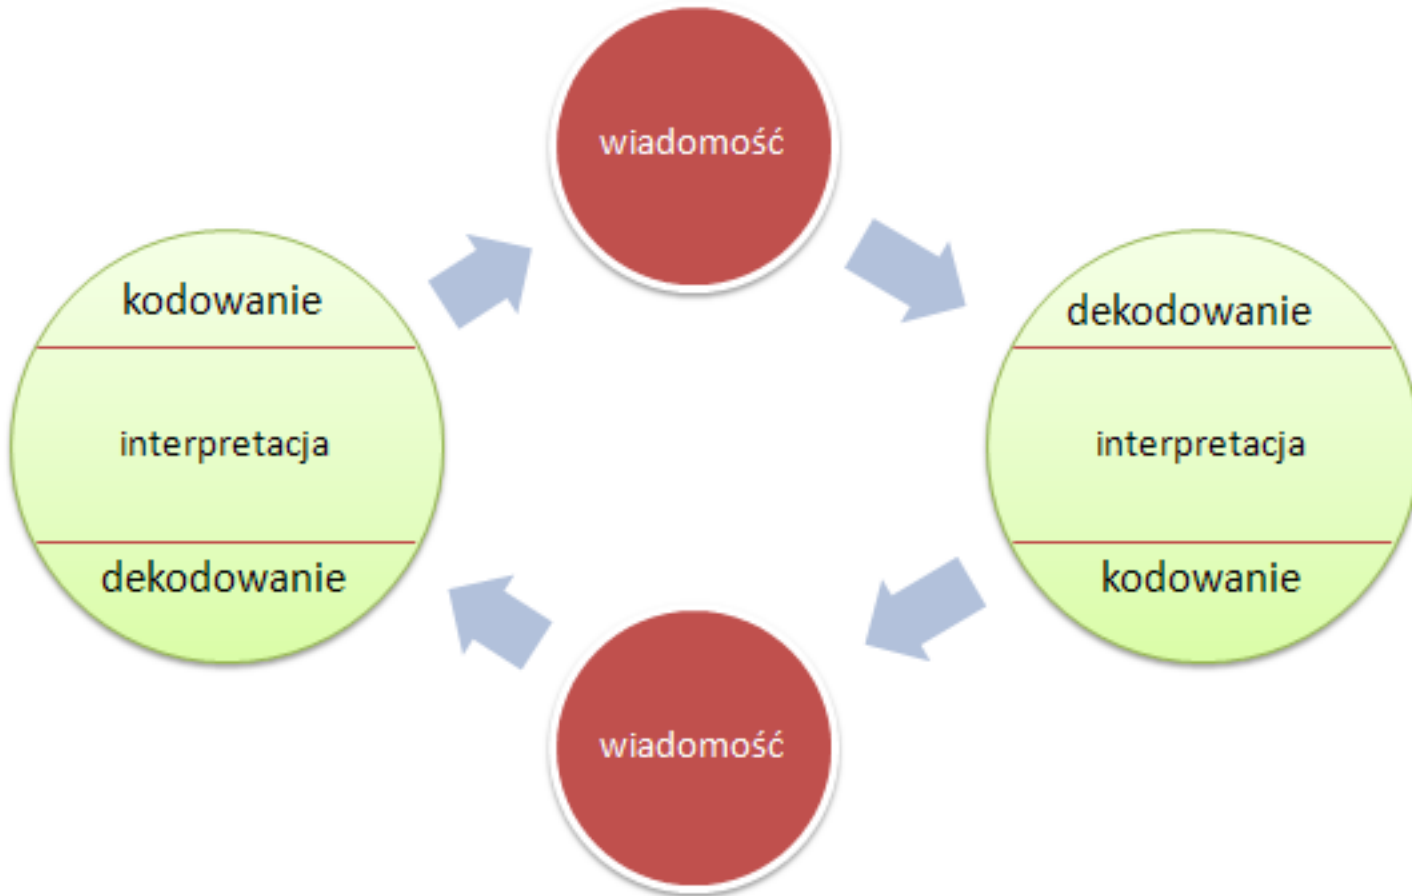 wiadomość
kodowanie
interpretacja
dekodowanie
dekodowanie
interpretacja
kodowanie
wiadomość